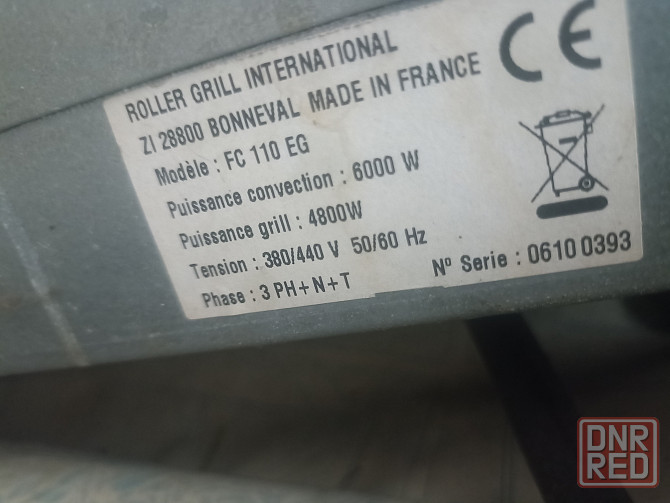 ROLLER GRILL INTERNATIONAL
ZI 28800 BONNEVAL MADE IN FRANCE
Modèle : FC 110 EG
Puissance convection : 6000 W
Puissance grill : 4800W
Tension : 380/440 V 50/60 Hz
Phase : 3 PH+N+T
N° Serie : 0610 0393
CE
DNR
RED